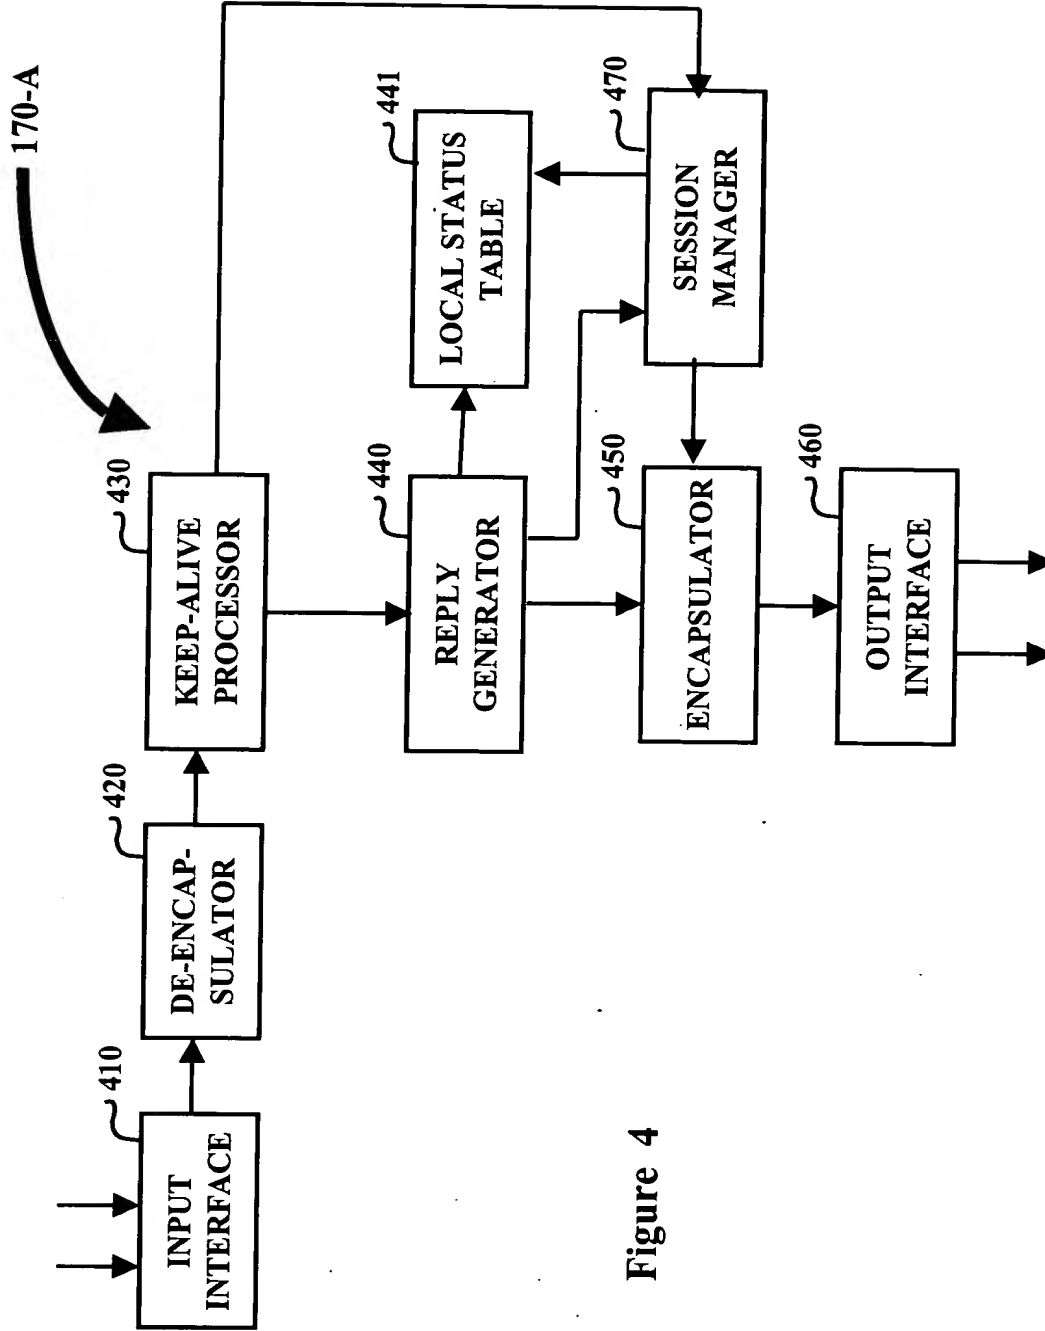 170-A
410
INPUT
INTERFACE
420
DE-ENCAP-
SULATOR
430
KEEP-ALIVE
PROCESSOR
440
REPLY
GENERATOR
441
LOCAL STATUS
TABLE
450
ENCAPSULATOR
470
SESSION
MANAGER
460
OUTPUT
INTERFACE
Figure 4